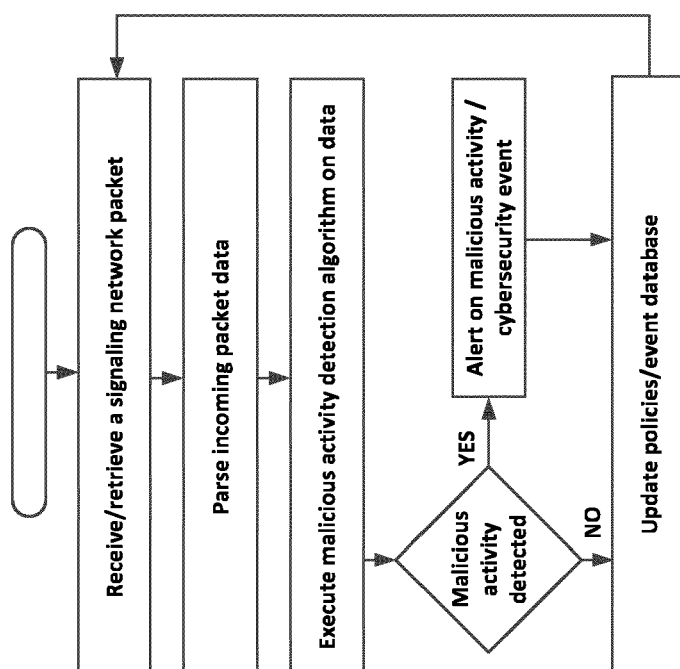 Receive/retrieve a signaling network packet
Parse incoming packet data
Execute malicious activity detection algorithm on data
Malicious
activity
detected
YES
Alert on malicious activity /
cybersecurity event
NO
Update policies/event database